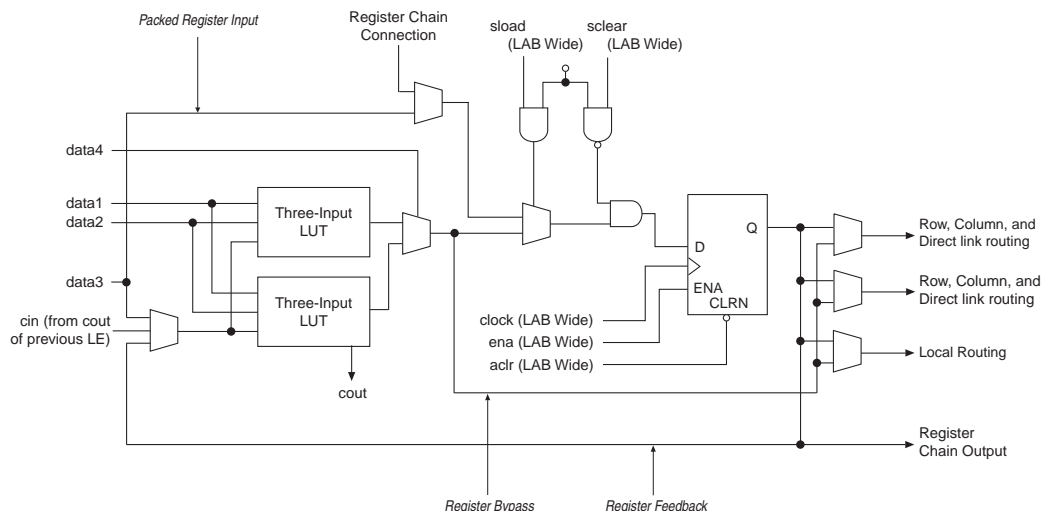 Packed Register Input
Register Chain
Connection
sload
(LAB Wide)
sclear
(LAB Wide)
data4
data1
data2
Three-Input
LUT
data3
Three-Input
LUT
cin (from cout
of previous LE)
cout
Q
D
ENA
CLRN
clock (LAB Wide)
ena (LAB Wide)
aclr (LAB Wide)
Row, Column, and
Direct link routing
Row, Column, and
Direct link routing
Local Routing
Register
Chain Output
Register Bypass
Register Feedback